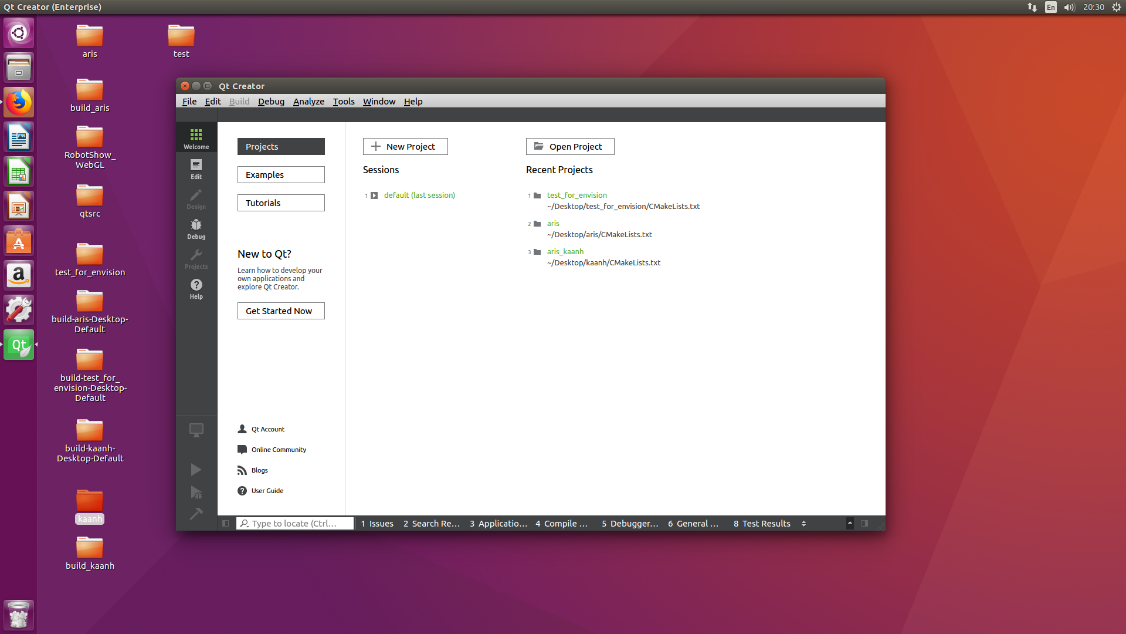 Qt Creator (Enterprise)
En
20:30
aris
test
build_aris
RobotShow_
WebGL
qtsrc
test_for_envision
build-aris-Desktop-
Default
build-test_for_
envision-Desktop-
Default
build-kaanh-
Desktop-Default
kaanh
build_kaanh
a
Qt
Qt Creator
File Edit Build Debug Analyze Tools Window Help
Welcome
Edit
Design
Debug
Projects
Help
Projects
Examples
Tutorials
New to Qt?
Learn how to develop your
own applications and
explore Qt Creator.
Get Started Now
Qt Account
Online Community
Blogs
User Guide
New Project
Sessions
1 default (last session)
Open Project
Recent Projects
1 test_for_envision
~/Desktop/test_for_envision/CMakeLists.txt
2 aris
~/Desktop/aris/CMakeLists.txt
3 aris_kaanh
~/Desktop/kaanh/CMakeLists.txt
Type to locate (Ctrl... 1 Issues 2 Search Re... 3 Applicatio... 4 Compile ... 5 Debugger... 6 General ... 8 Test Results